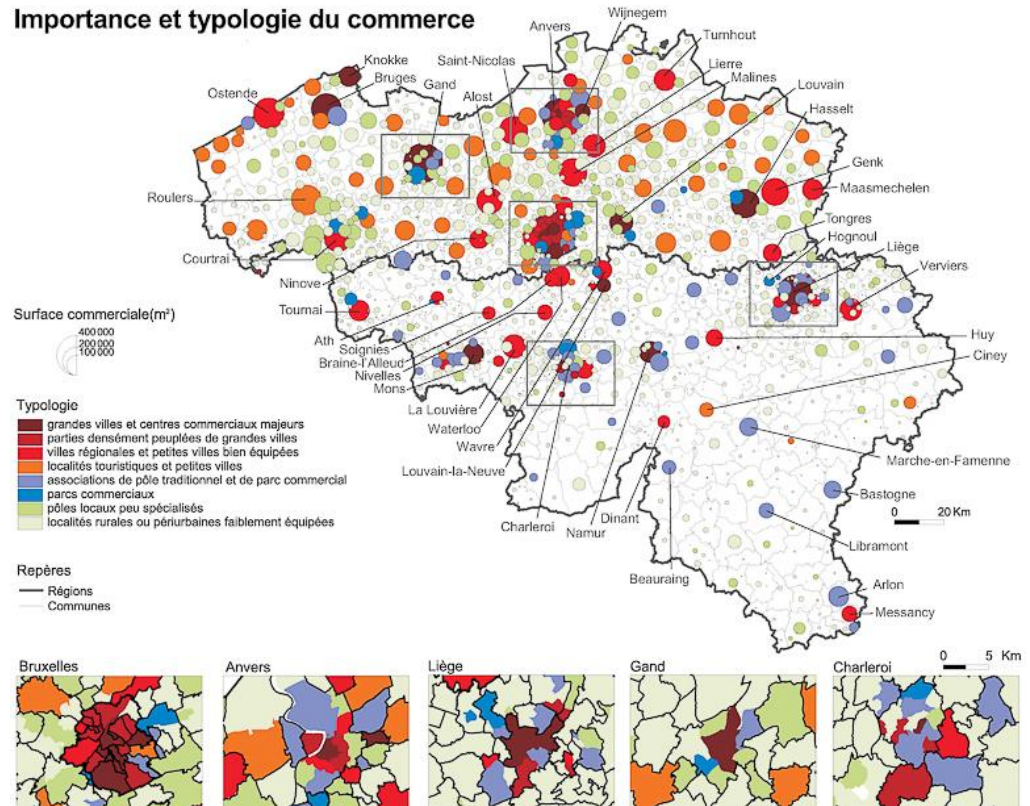 Importance et typologie du commerce
Wijnegem
Anvers
Turnhout
Knokke
Saint-Nicolas
Lierre
Bruges
Malines
Gand
Alost
Louvain
Ostende
Hasselt
Genk
Roulers
Maasmechelen
Tongres
Hognoul
Courtrai
Liège
Ninove
Verviers
Tournai
Surface commerciale(m²)
400 000
200 000
100 000
Ath
Soignies
Braine-l'Alleud
Nivelles
Mons
Huy
Ciney
La Louvière
Waterloo
Wavre
Louvain-la-Neuve
Marche-en-Famenne
Typologie
grandes villes et centres commerciaux majeurs
parties densément peuplées de grandes villes
villes régionales et petites villes bien équipées
localités touristiques et petites villes
associations de pôle traditionnel et de parc commercial
parcs commerciaux
pôles locaux peu spécialisés
localités rurales ou périurbaines faiblement équipées
Charleroi
Namur
Dinant
Bastogne
0 20 Km
Libramont
Beauraing
Repères
Régions
Communes
Arlon
Messancy
Bruxelles
Anvers
Liège
Gand
Charleroi
0 5 Km